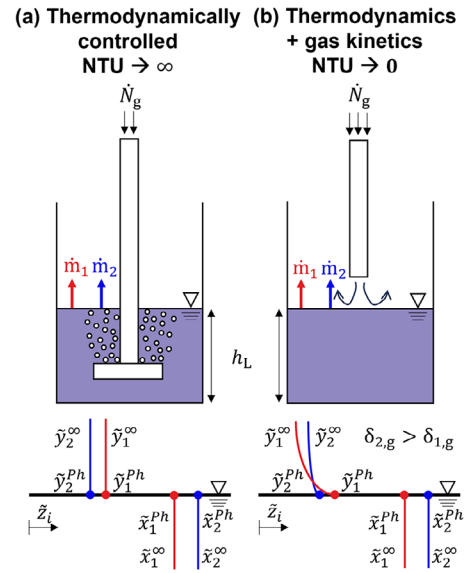 (a) Thermodynamically controlled NTU → ∞
(b) Thermodynamics + gas kinetics NTU → 0
Ṅg
Ṅg
ṁ1 ṁ2
ṁ1 ṁ2
hL
ỹ2∞ ỹ1∞
ỹ1∞ ỹ2∞ δ2,g > δ1,g
ỹ2Ph ỹ1Ph
ỹ2Ph ỹ1Ph
z̃i
x̃1Ph x̃2Ph
x̃1∞ x̃2∞
z̃i
x̃1Ph x̃2Ph
x̃1∞ x̃2∞